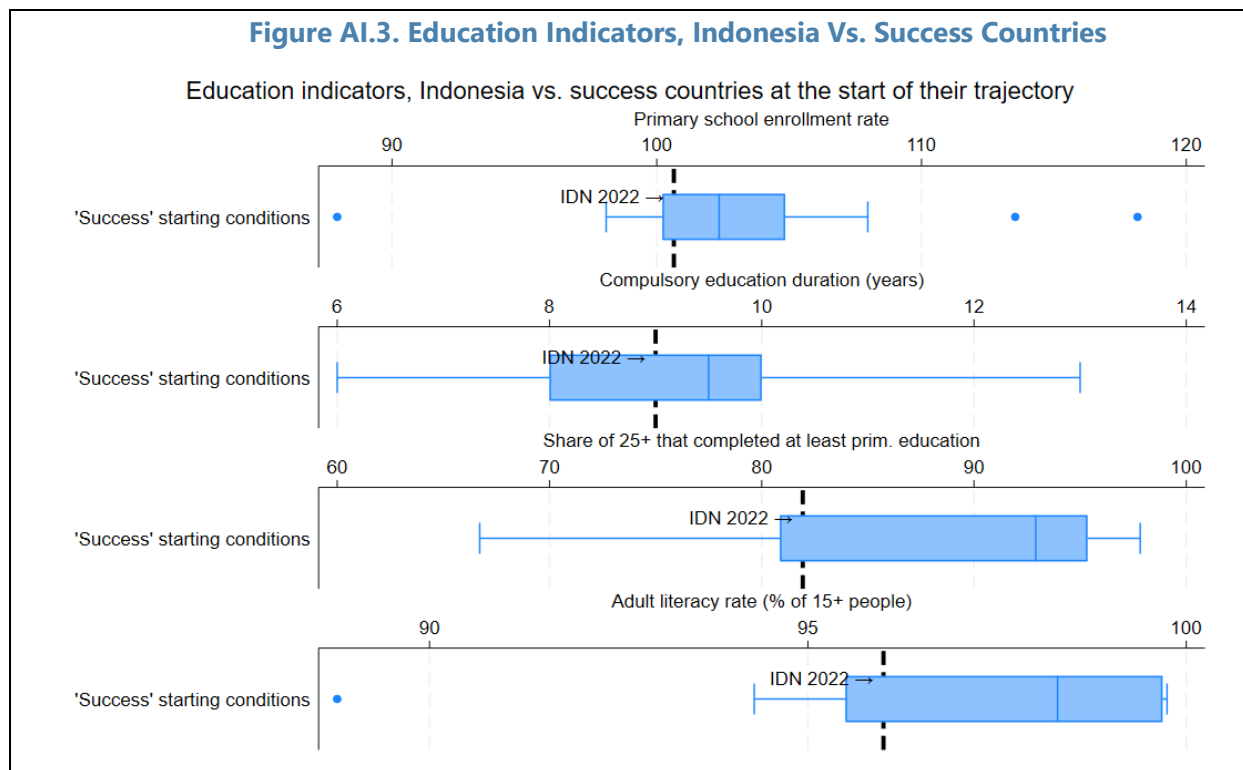 Figure AI.3. Education Indicators, Indonesia Vs. Success Countries
Education indicators, Indonesia vs. success countries at the start of their trajectory
Primary school enrollment rate
90 100 110 120
IDN 2022 →
'Success' starting conditions
Compulsory education duration (years)
6 8 10 12 14
IDN 2022 →
'Success' starting conditions
Share of 25+ that completed at least prim. education
60 70 80 90 100
IDN 2022 →
'Success' starting conditions
Adult literacy rate (% of 15+ people)
90 95 100
IDN 2022 →
'Success' starting conditions